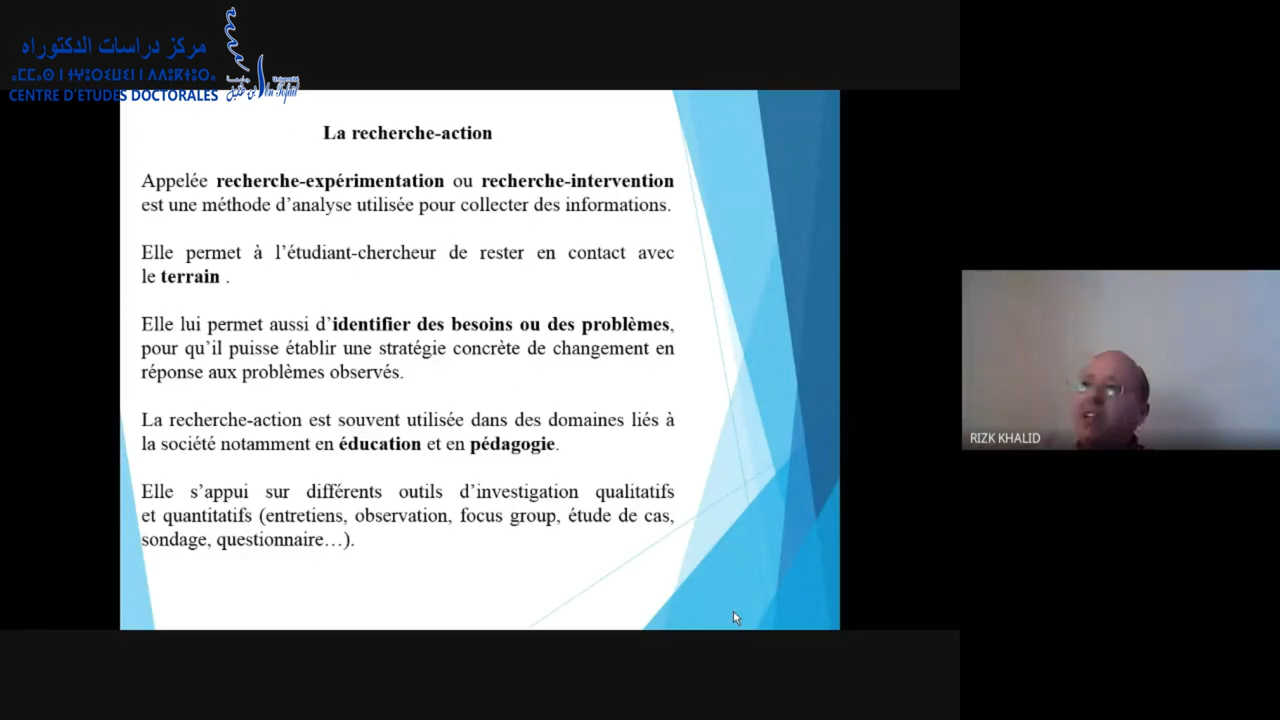 مركز دراسات الدكتوراه
CENTRE D'ETUDES DOCTORALES
La recherche-action
Appelée recherche-expérimentation ou recherche-intervention
est une méthode d’analyse utilisée pour collecter des informations.
Elle permet à l’étudiant-chercheur de rester en contact avec
le terrain .
Elle lui permet aussi d’identifier des besoins ou des problèmes,
pour qu’il puisse établir une stratégie concrète de changement en
réponse aux problèmes observés.
La recherche-action est souvent utilisée dans des domaines liés à
la société notamment en éducation et en pédagogie.
Elle s’appui sur différents outils d’investigation qualitatifs
et quantitatifs (entretiens, observation, focus group, étude de cas,
sondage, questionnaire…).
RIZK KHALID